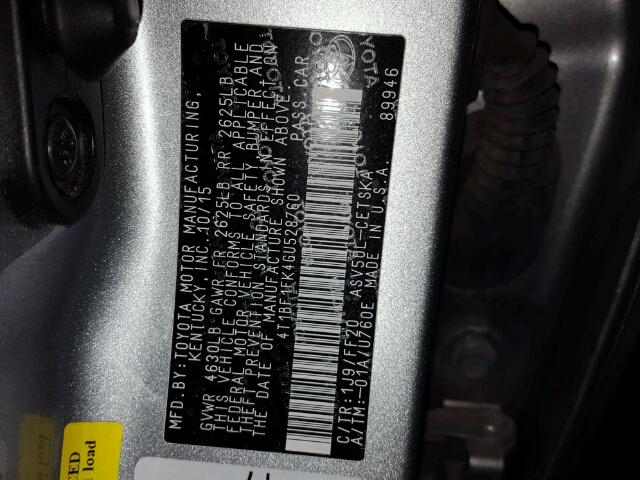 MFD.BY: TOYOTA MOTOR MANUFACTURING,
KENTUCKY, INC. 10/15
GVWR 4630LB GAWR FR 2625LB RR 2625LB
THIS VEHICLE CONFORMS TO ALL APPLICABLE
FEDERAL MOTOR VEHICLE SAFETY, BUMPER, AND
THEFT PREVENTION STANDARDS IN EFFECT ON
THE DATE OF MANUFACTURE SHOWN ABOVE.
PASS. CAR
C/TR: 1J9/FF20 ASV50L-CETSKA
A/TM: -01A/U760E MADE IN U.S.A.
89946
TOYOTA
load